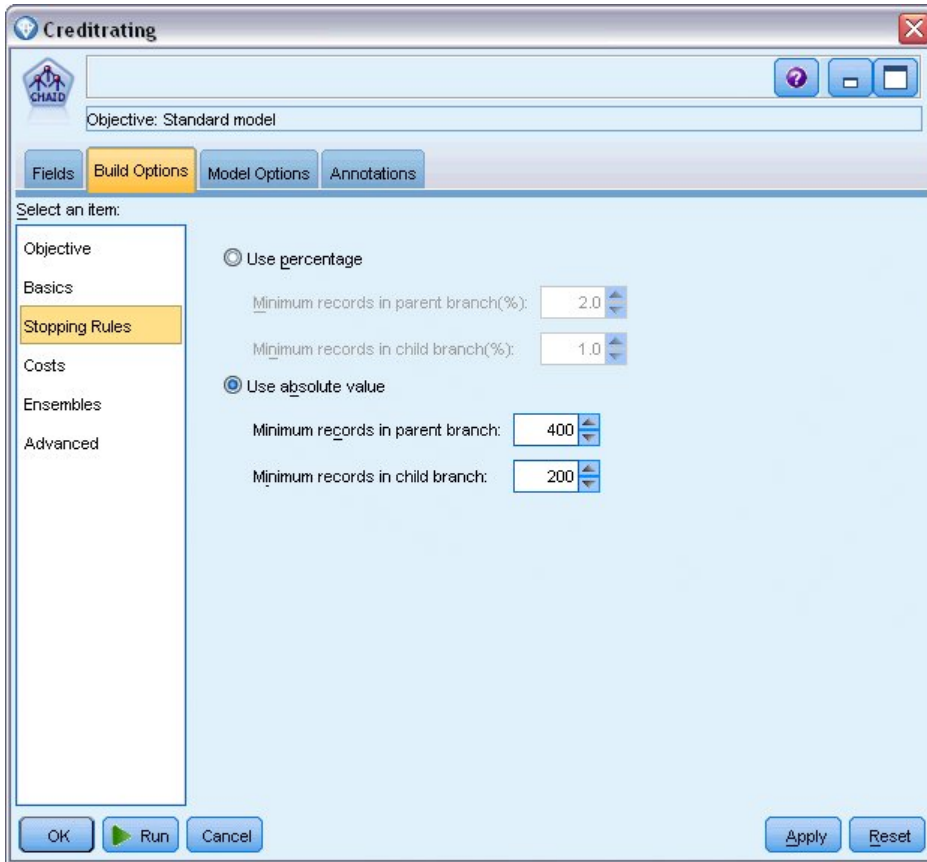 Creditrating
CHAID
Objective: Standard model
Fields Build Options Model Options Annotations
Select an item:
Objective
Basics
Stopping Rules
Costs
Ensembles
Advanced
Use percentage
Minimum records in parent branch(%): 2.0
Minimum records in child branch(%): 1.0
Use absolute value
Minimum records in parent branch: 400
Minimum records in child branch: 200
OK Run Cancel Apply Reset